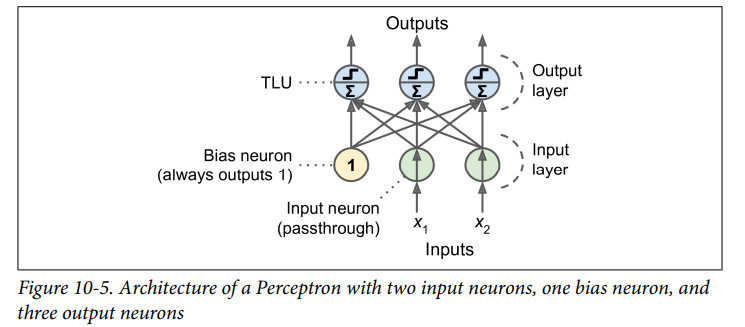 Outputs
TLU
Σ Σ Σ
Output
layer
Bias neuron
(always outputs 1)
1
Input
layer
Input neuron
(passthrough)
x1 x2
Inputs
Figure 10-5. Architecture of a Perceptron with two input neurons, one bias neuron, and
three output neurons